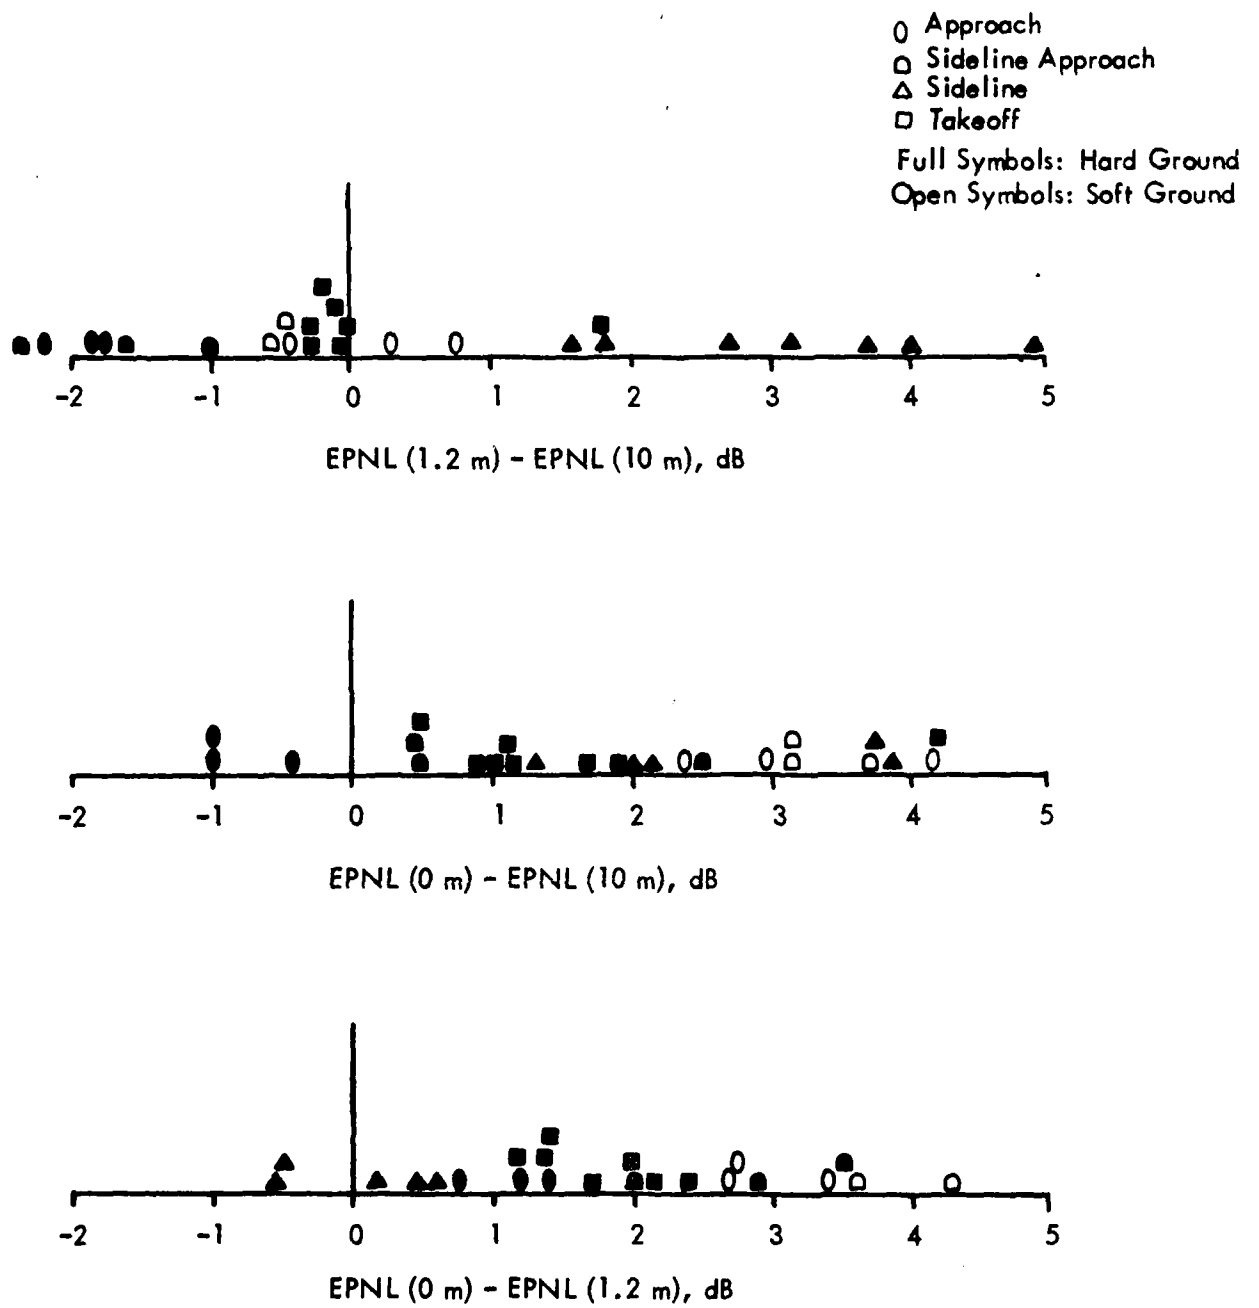 Approach
Sideline Approach
Sideline
Takeoff
Full Symbols: Hard Ground
Open Symbols: Soft Ground
-2 -1 0 1 2 3 4 5
EPNL (1.2 m) - EPNL (10 m), dB
-2 -1 0 1 2 3 4 5
EPNL (0 m) - EPNL (10 m), dB
-2 -1 0 1 2 3 4 5
EPNL (0 m) - EPNL (1.2 m), dB